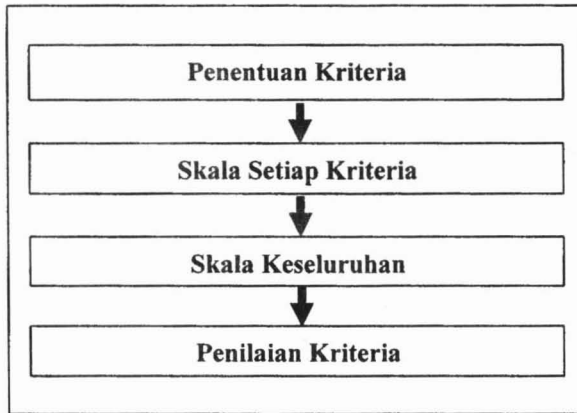 Penentuan Kriteria
Skala Setiap Kriteria
Skala Keseluruhan
Penilaian Kriteria